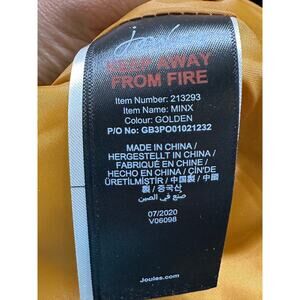 Joules
KEEP AWAY
FROM FIRE
Item Number: 213293
Item Name: MINX
Colour: GOLDEN
P/O No: GB3PO01021232
MADE IN CHINA /
HERGESTELLT IN CHINA /
FABRIQUÉ EN CHINE /
HECHO EN CHINA / ÇİN'DE
ÜRETİLMİŞTİR / 中国製 / 中國
製 / 중국산 /
صنع في الصين
07/2020
V06098
Joules.com